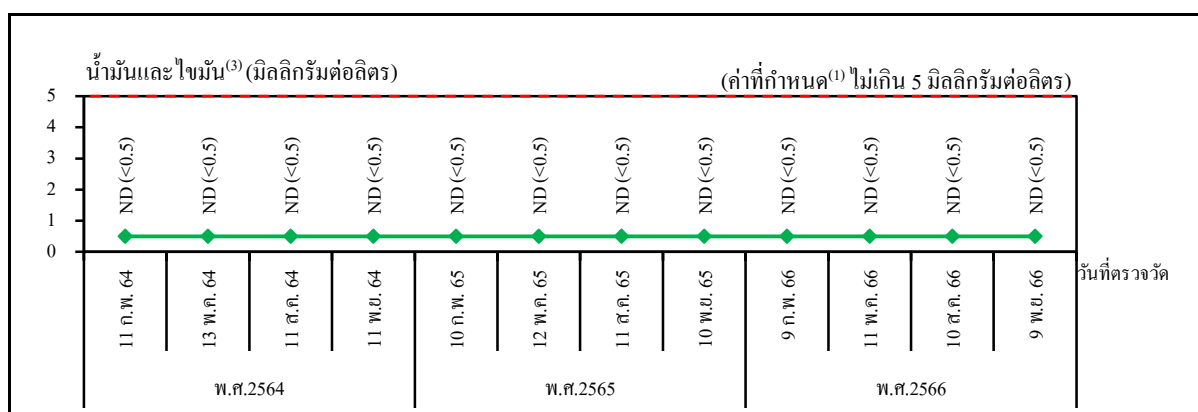 น้ำมันและไขมัน(3) (มิลลิกรัมต่อลิตร)
(ค่าที่กำหนด(1) ไม่เกิน 5 มิลลิกรัมต่อลิตร)
5
4
3
2
1
0
ND (<0.5)
ND (<0.5)
ND (<0.5)
ND (<0.5)
ND (<0.5)
ND (<0.5)
ND (<0.5)
ND (<0.5)
ND (<0.5)
ND (<0.5)
ND (<0.5)
ND (<0.5)
11 ก.พ. 64
13 พ.ค. 64
11 ส.ค. 64
11 พ.ย. 64
10 ก.พ. 65
12 พ.ค. 65
11 ส.ค. 65
10 พ.ย. 65
9 ก.พ. 66
11 พ.ค. 66
10 ส.ค. 66
9 พ.ย. 66
วันที่ตรวจวัด
พ.ศ.2564
พ.ศ.2565
พ.ศ.2566